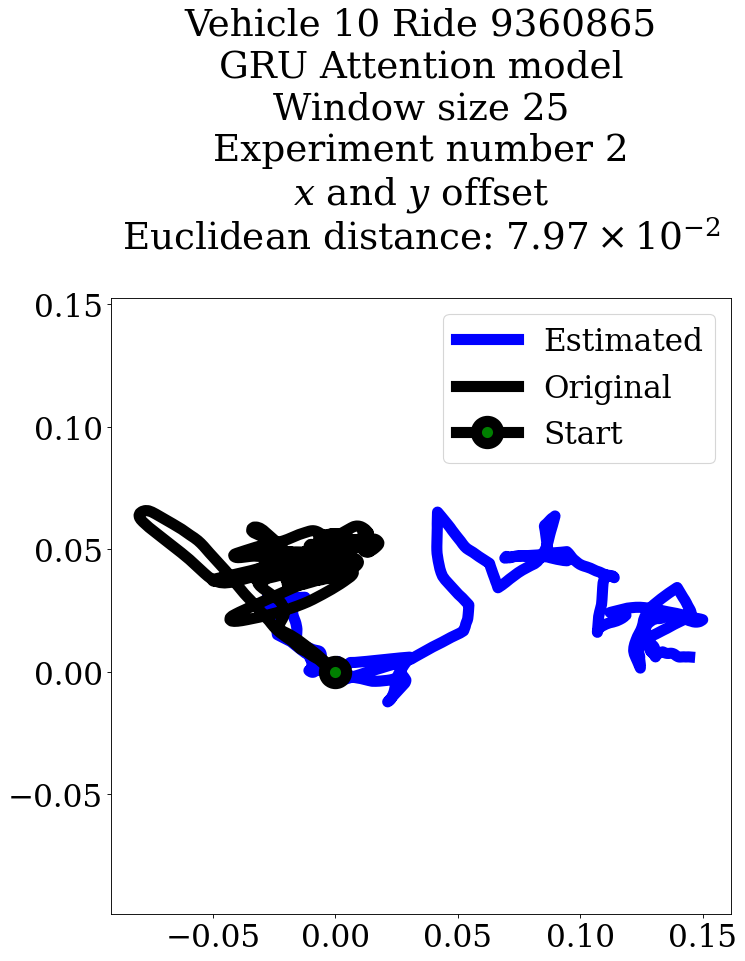 Vehicle 10 Ride 9360865
GRU Attention model
Window size 25
Experiment number 2
x and y offset
Euclidean distance: 7.97 × 10⁻²
0.15
0.10
0.05
0.00
−0.05
Estimated
Original
Start
−0.05 0.00 0.05 0.10 0.15